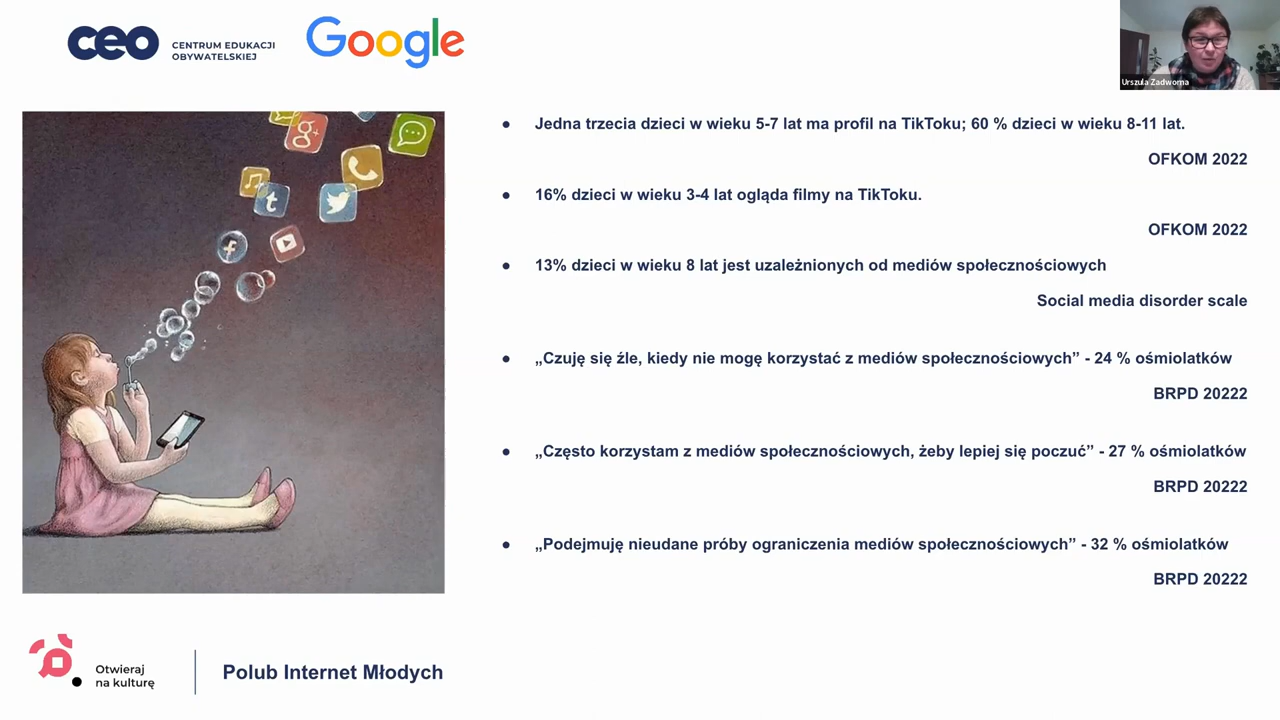 ceo
CENTRUM EDUKACJI
OBYWATELSKIEJ
Google
Urszula Zadworna
● Jedna trzecia dzieci w wieku 5-7 lat ma profil na TikToku; 60 % dzieci w wieku 8-11 lat.
OFKOM 2022
● 16% dzieci w wieku 3-4 lat ogląda filmy na TikToku.
OFKOM 2022
● 13% dzieci w wieku 8 lat jest uzależnionych od mediów społecznościowych
Social media disorder scale
● „Czuję się źle, kiedy nie mogę korzystać z mediów społecznościowych” - 24 % ośmiolatków
BRPD 20222
● „Często korzystam z mediów społecznościowych, żeby lepiej się poczuć” - 27 % ośmiolatków
BRPD 20222
● „Podejmuję nieudane próby ograniczenia mediów społecznościowych” - 32 % ośmiolatków
BRPD 20222
g+
t
f
Otwieraj
na kulturę
Polub Internet Młodych